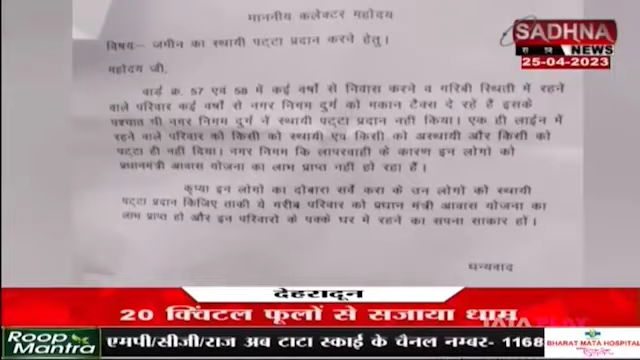 माननीय कलेक्टर महोदय
SADHNA
NEWS
25-04-2023
विषय:- जमीन का स्थायी पट्टा प्रदान करने हेतु।
महोदय जी,
वार्ड क्र. 57 एवं 58 में कई वर्षो से निवास करने व गरिबी स्थिती में रहने
वाले परिवार कई वर्षो से नगर निगम दुर्ग को मकान टैक्स दे रहे हैं इसके
पश्चात भी नगर निगम दुर्ग नें स्थायी पट्टा प्रदान नहीं किया। एक ही लाईन में
रहने वाले परिवार को किसी को स्थायी एंव किसी को अस्थायी और किसी को
पट्टा ही नहीं दिया। नगर निगम कि लापरवाही के कारण इन लोगों को
प्रधानमंत्री आवास योजना का लाभ प्राप्त नहीं हो रहा हैं।
कृप्या इन लोगों का दोबारा सर्वे करा के उन लोगों को स्थायी
पट्टा प्रदान किजिए ताकी ये गरीब परिवार को प्रधान मंत्री आवास योजना का
लाभ प्राप्त हो और इन परिवारो के पक्के घर में रहने का सपना साकार हों।
धन्यवाद
देहरादून
20 क्विंटल फूलों से सजाया धाम
TATA PLAY
Roop Mantra
एमपी/सीजी/राज अब टाटा स्काई के चैनल नम्बर- 1168
BHARAT MATA HOSPITAL